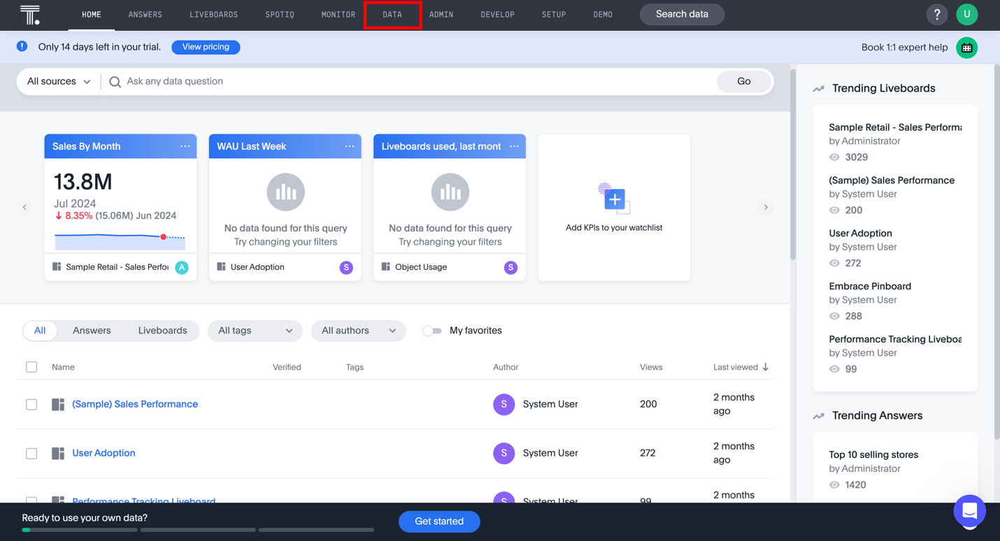 T.
HOME ANSWERS LIVEBOARDS SPOTIQ MONITOR DATA ADMIN DEVELOP SETUP DEMO Search data ? U
! Only 14 days left in your trial. View pricing Book 1:1 expert help
All sources Ask any data question Go
Sales By Month ...
13.8M
Jul 2024
8.35% (15.06M) Jun 2024
Sample Retail - Sales Perfor A
WAU Last Week ...
No data found for this query
Try changing your filters
User Adoption S
Liveboards used, last mont ...
No data found for this query
Try changing your filters
Object Usage S
Add KPIs to your watchlist
All Answers Liveboards All tags All authors My favorites
Name Verified Tags Author Views Last viewed
(Sample) Sales Performance S System User 200 2 months
ago
User Adoption S System User 272 2 months
ago
Performance Tracking Liveboard S System User 99 2 months
Trending Liveboards
Sample Retail - Sales Performa
by Administrator
3029
(Sample) Sales Performance
by System User
200
User Adoption
by System User
272
Embrace Pinboard
by System User
288
Performance Tracking Liveboa
by System User
99
Trending Answers
Top 10 selling stores
by Administrator
1420
Ready to use your own data? Get started